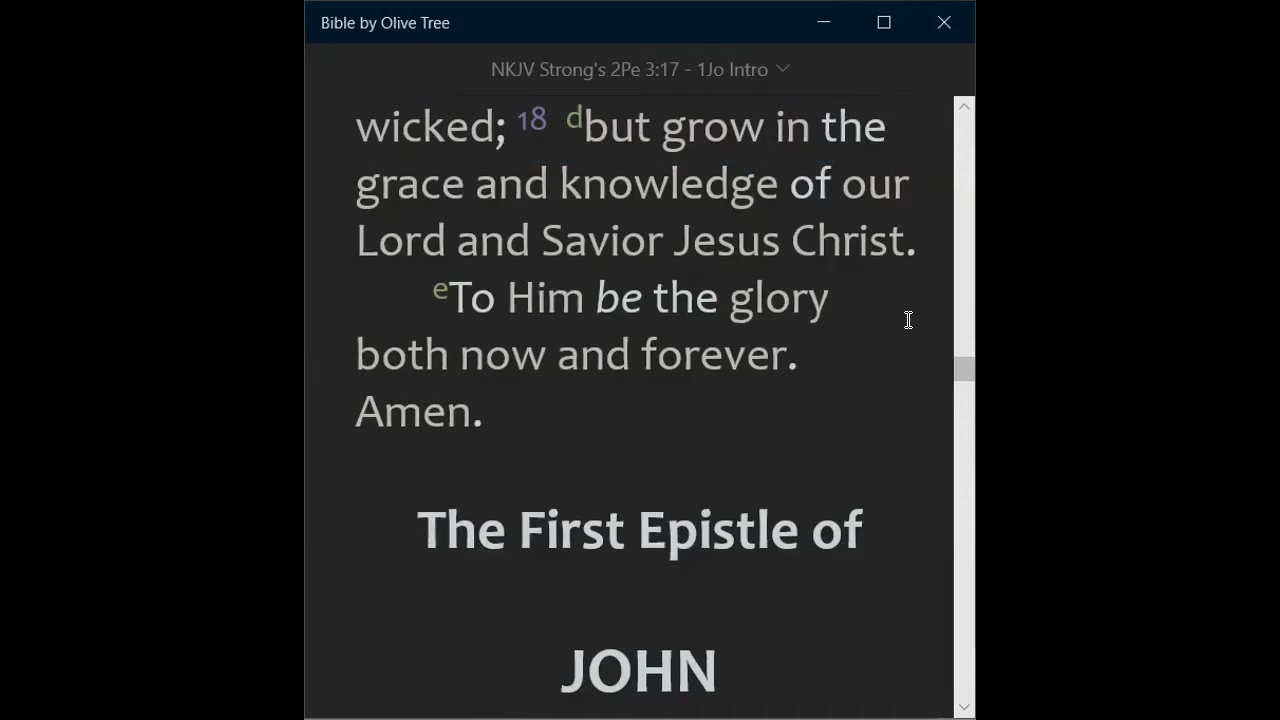 Bible by Olive Tree
NKJV Strong's 2Pe 3:17 - 1Jo Intro
wicked; 18 dbut grow in the
grace and knowledge of our
Lord and Savior Jesus Christ.
eTo Him be the glory
both now and forever.
Amen.
The First Epistle of
JOHN